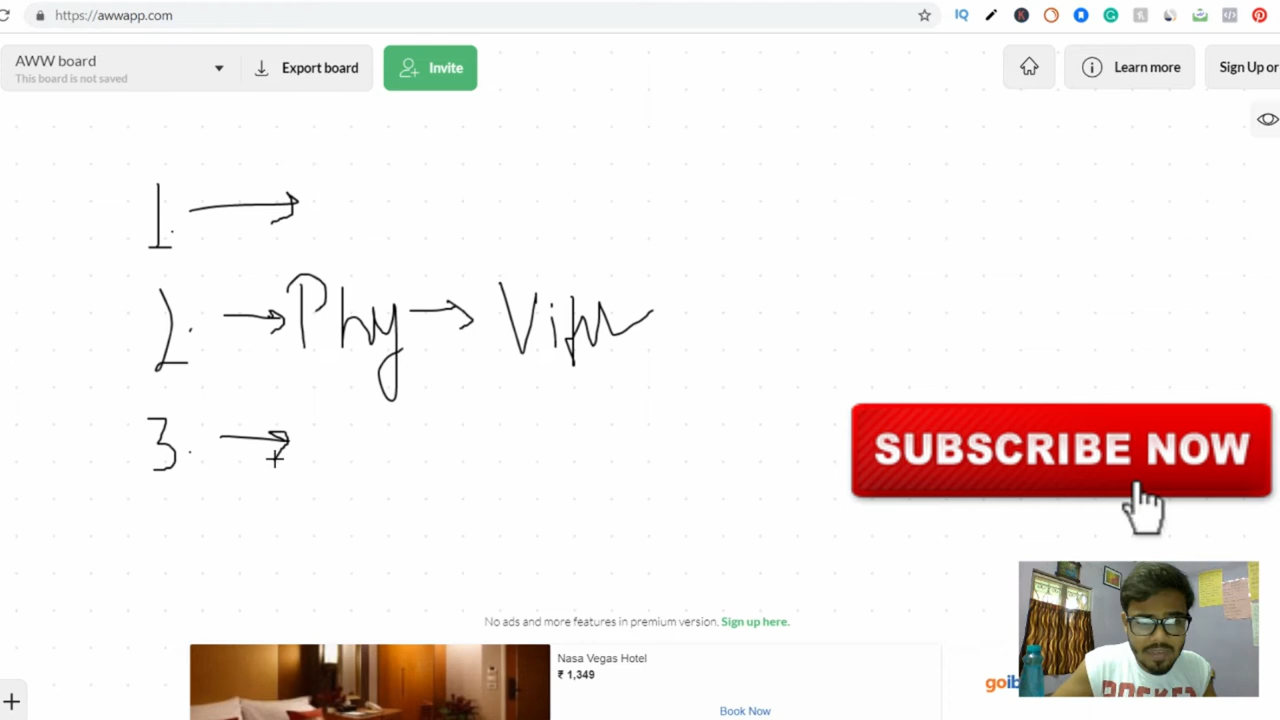 https://awwapp.com
IQ
AWW board
This board is not saved
Export board
Invite
Learn more
Sign Up or
1. →
2. → Phy →
3. →
SUBSCRIBE NOW
No ads and more features in premium version. Sign up here.
Nasa Vegas Hotel
₹ 1,349
goib
Book Now